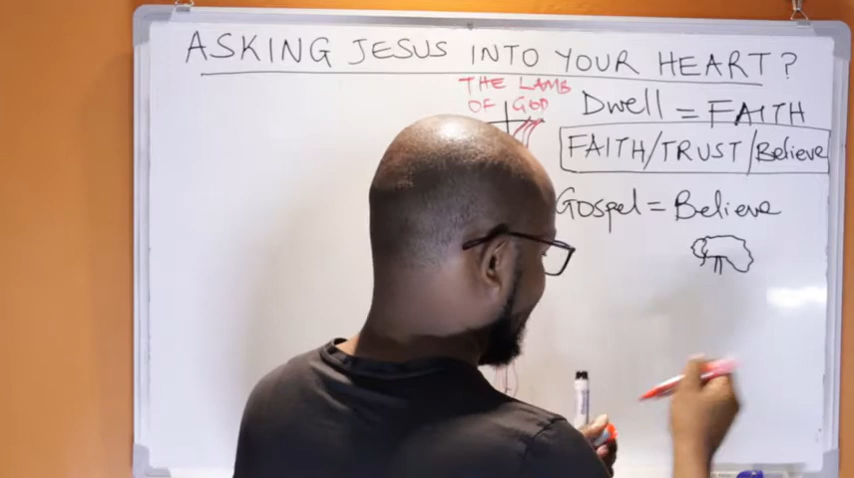 ASKING JESUS INTO YOUR HEART?
THE LAMB
OF GOD
Dwell = FAITH
FAITH/TRUST/Believe
Gospel = Believe